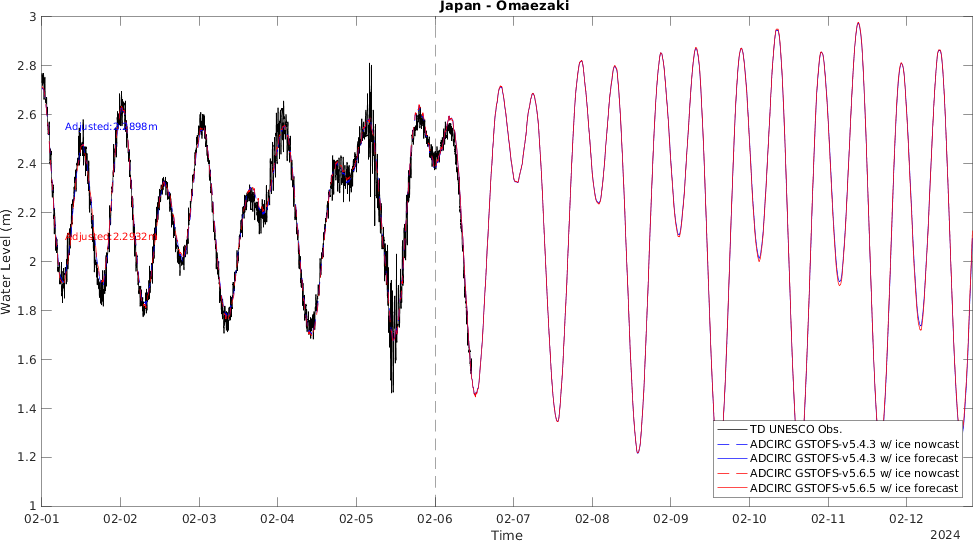 Japan - Omaezaki
3
2.8
2.6
2.4
2.2
2
1.8
1.6
1.4
1.2
1
Water Level (m)
Adjusted:2.2932m
TD UNESCO Obs.
ADCIRC GSTOFS-v5.4.3 w/ ice nowcast
ADCIRC GSTOFS-v5.4.3 w/ ice forecast
ADCIRC GSTOFS-v5.6.5 w/ ice nowcast
ADCIRC GSTOFS-v5.6.5 w/ ice forecast
02-01 02-02 02-03 02-04 02-05 02-06 02-07 02-08 02-09 02-10 02-11 02-12
Time
2024